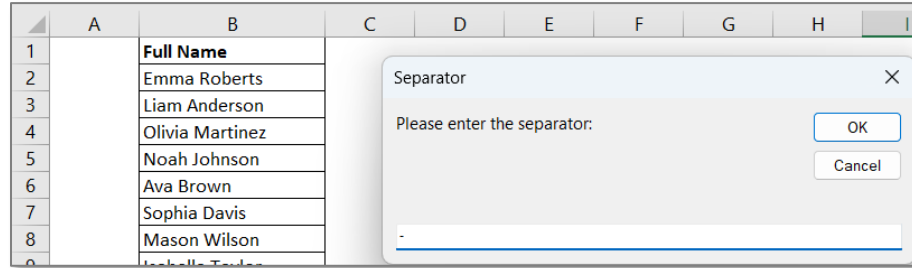 A B C D E F G H I
1 Full Name
2 Emma Roberts
3 Liam Anderson
4 Olivia Martinez
5 Noah Johnson
6 Ava Brown
7 Sophia Davis
8 Mason Wilson
Separator
Please enter the separator:
OK
Cancel
-